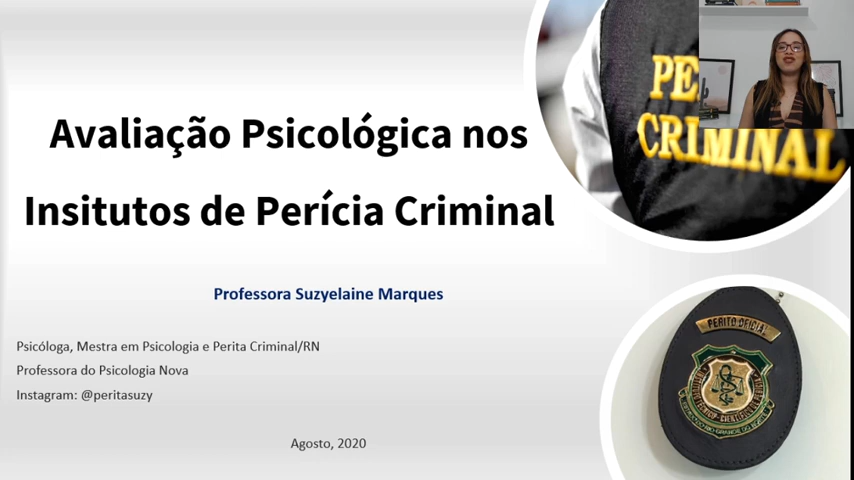 Avaliação Psicológica nos
Insitutos de Perícia Criminal
Professora Suzyelaine Marques
Psicóloga, Mestra em Psicologia e Perita Criminal/RN
Professora do Psicologia Nova
Instagram: @peritasuzy
Agosto, 2020
PE
CRIMINAL
PERITO OFICIAL